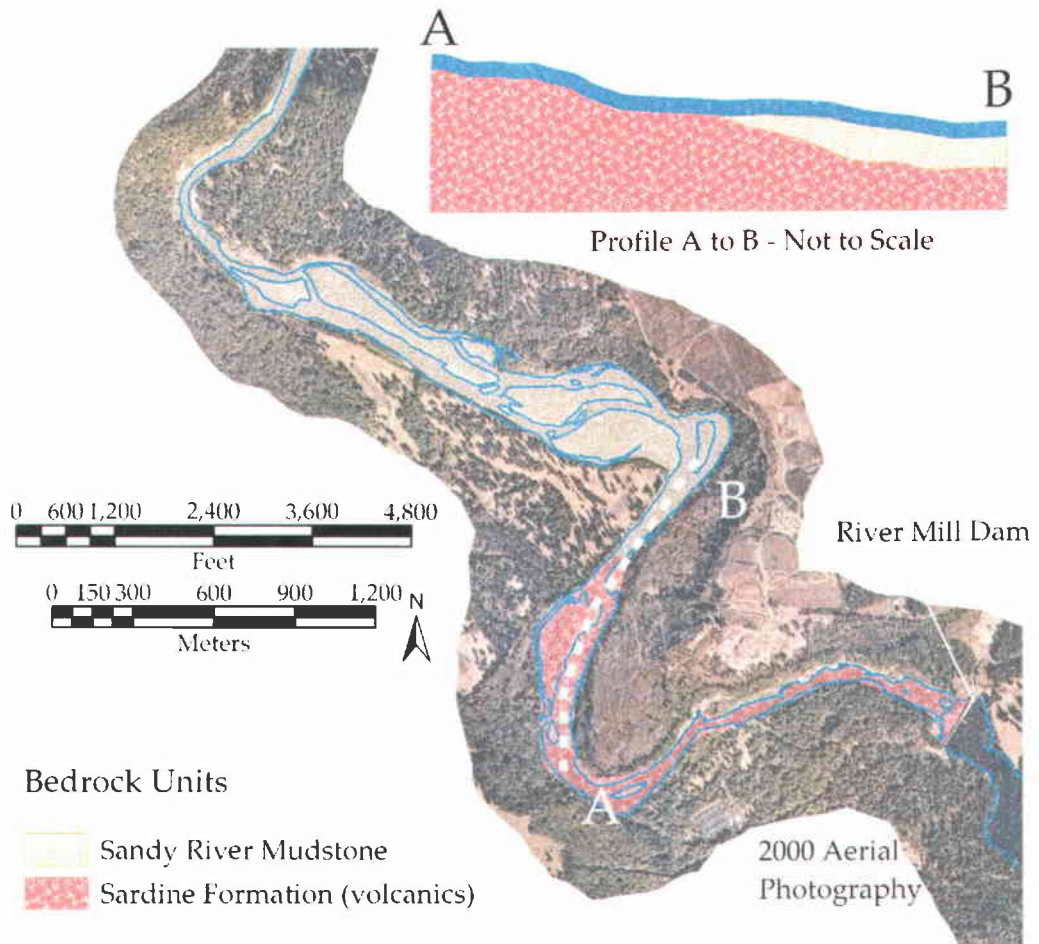 A
B
Profile A to B - Not to Scale
0 600 1,200 2,400 3,600 4,800
Feet
0 150 300 600 900 1,200
Meters
N
B
River Mill Dam
A
Bedrock Units
Sandy River Mudstone
Sardine Formation (volcanics)
2000 Aerial
Photography